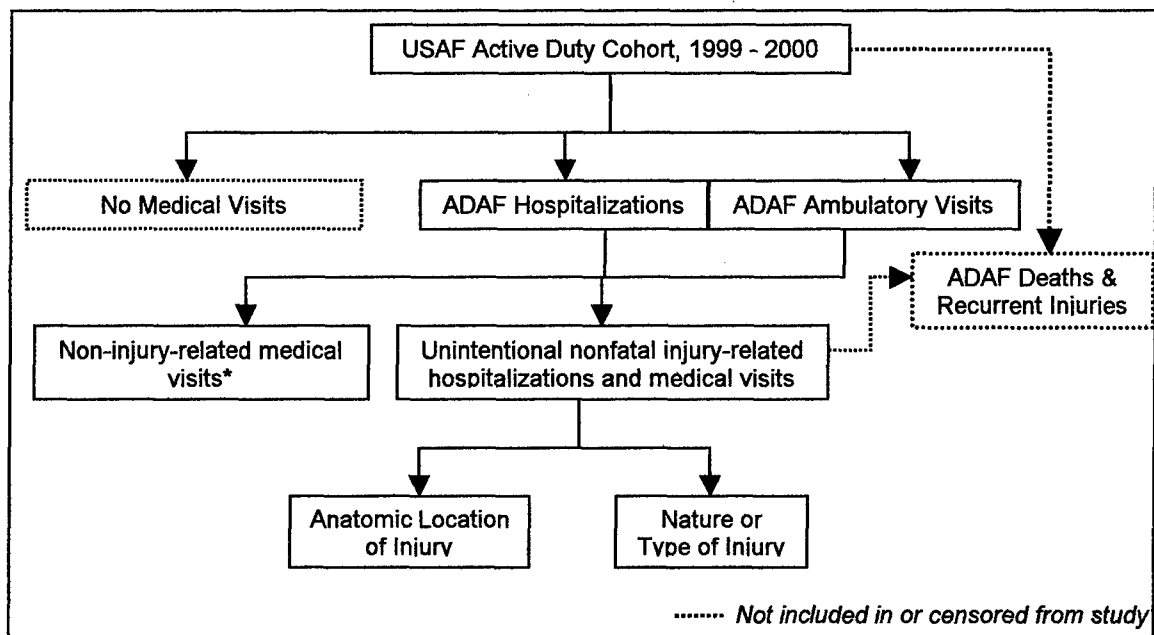 USAF Active Duty Cohort, 1999 - 2000
No Medical Visits
ADAF Hospitalizations
ADAF Ambulatory Visits
ADAF Deaths &
Recurrent Injuries
Non-injury-related medical
visits*
Unintentional nonfatal injury-related
hospitalizations and medical visits
Anatomic Location
of Injury
Nature or
Type of Injury
Not included in or censored from study